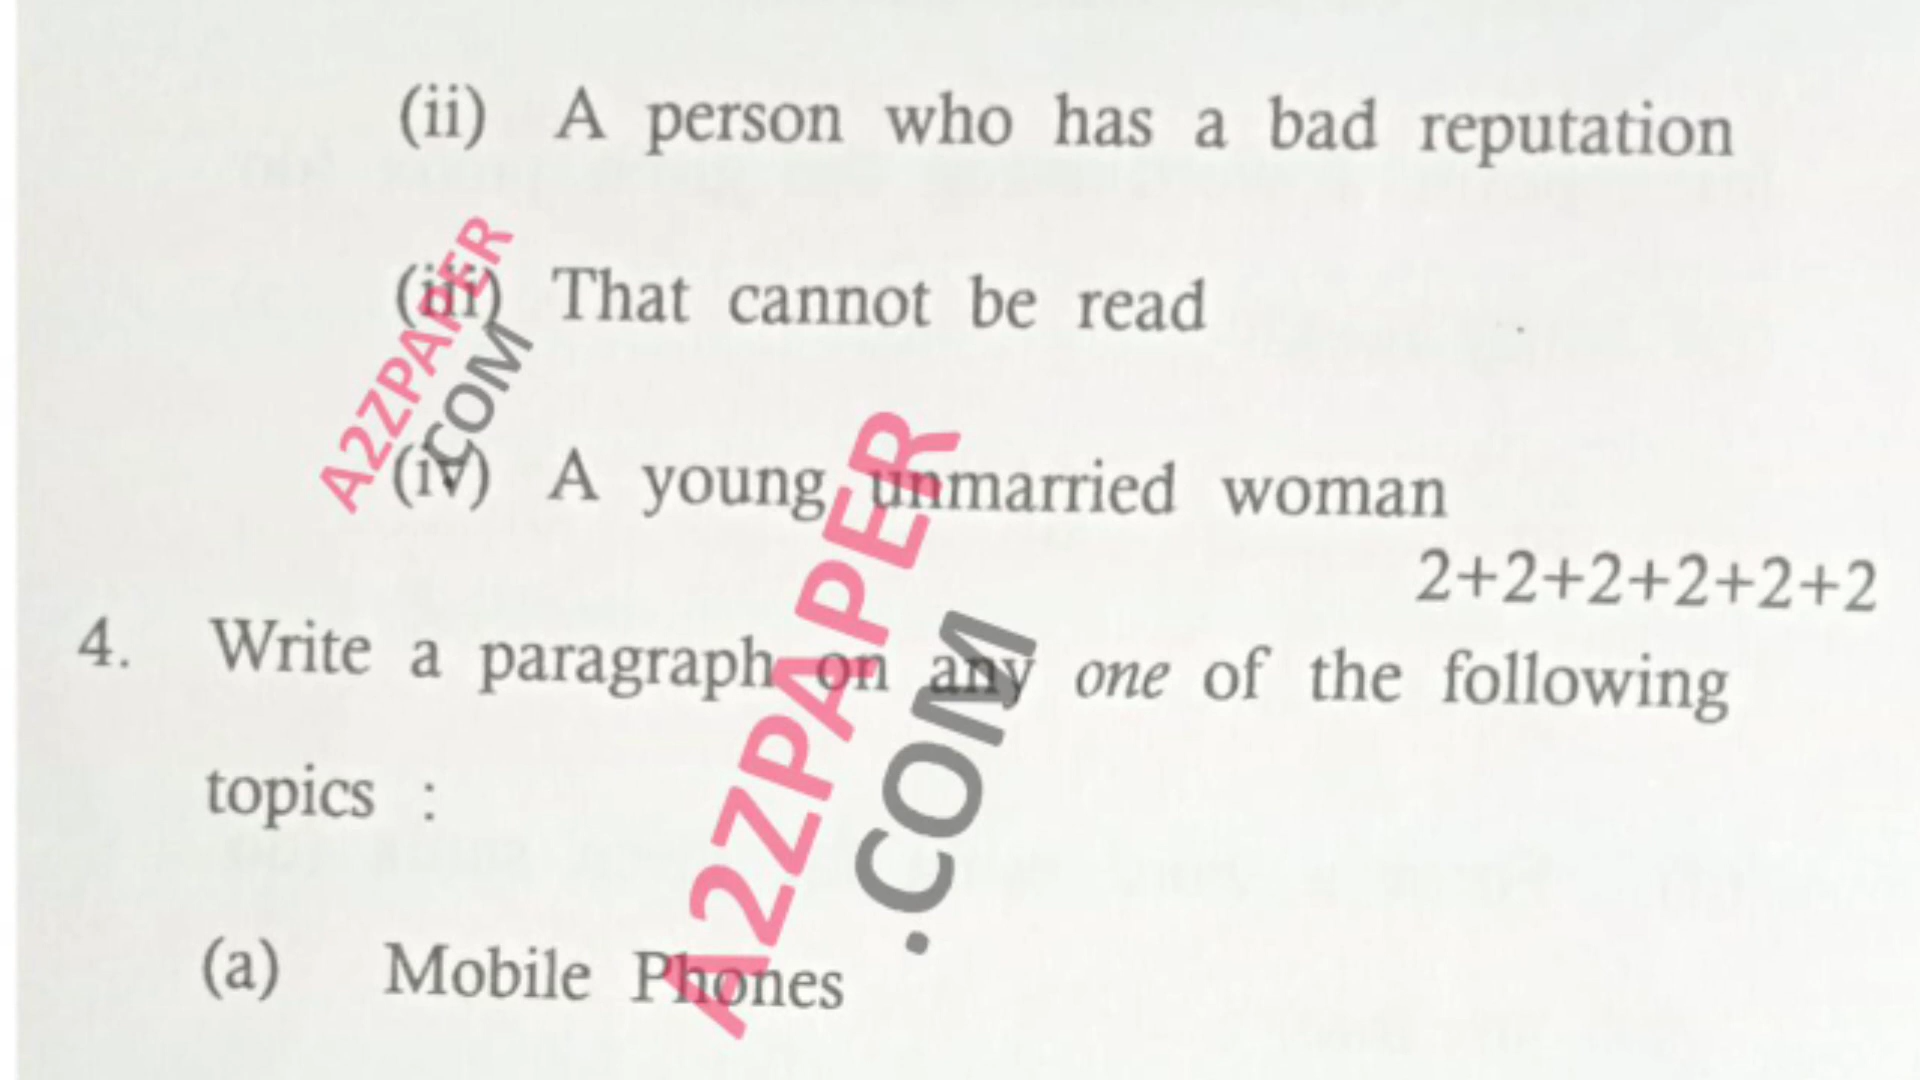 (ii) A person who has a bad reputation
(iii) That cannot be read
(iv) A young unmarried woman
2+2+2+2+2+2
4. Write a paragraph on any one of the following
topics :
(a) Mobile Phones
A2ZPAPER
.COM
A2ZPAPER
.COM